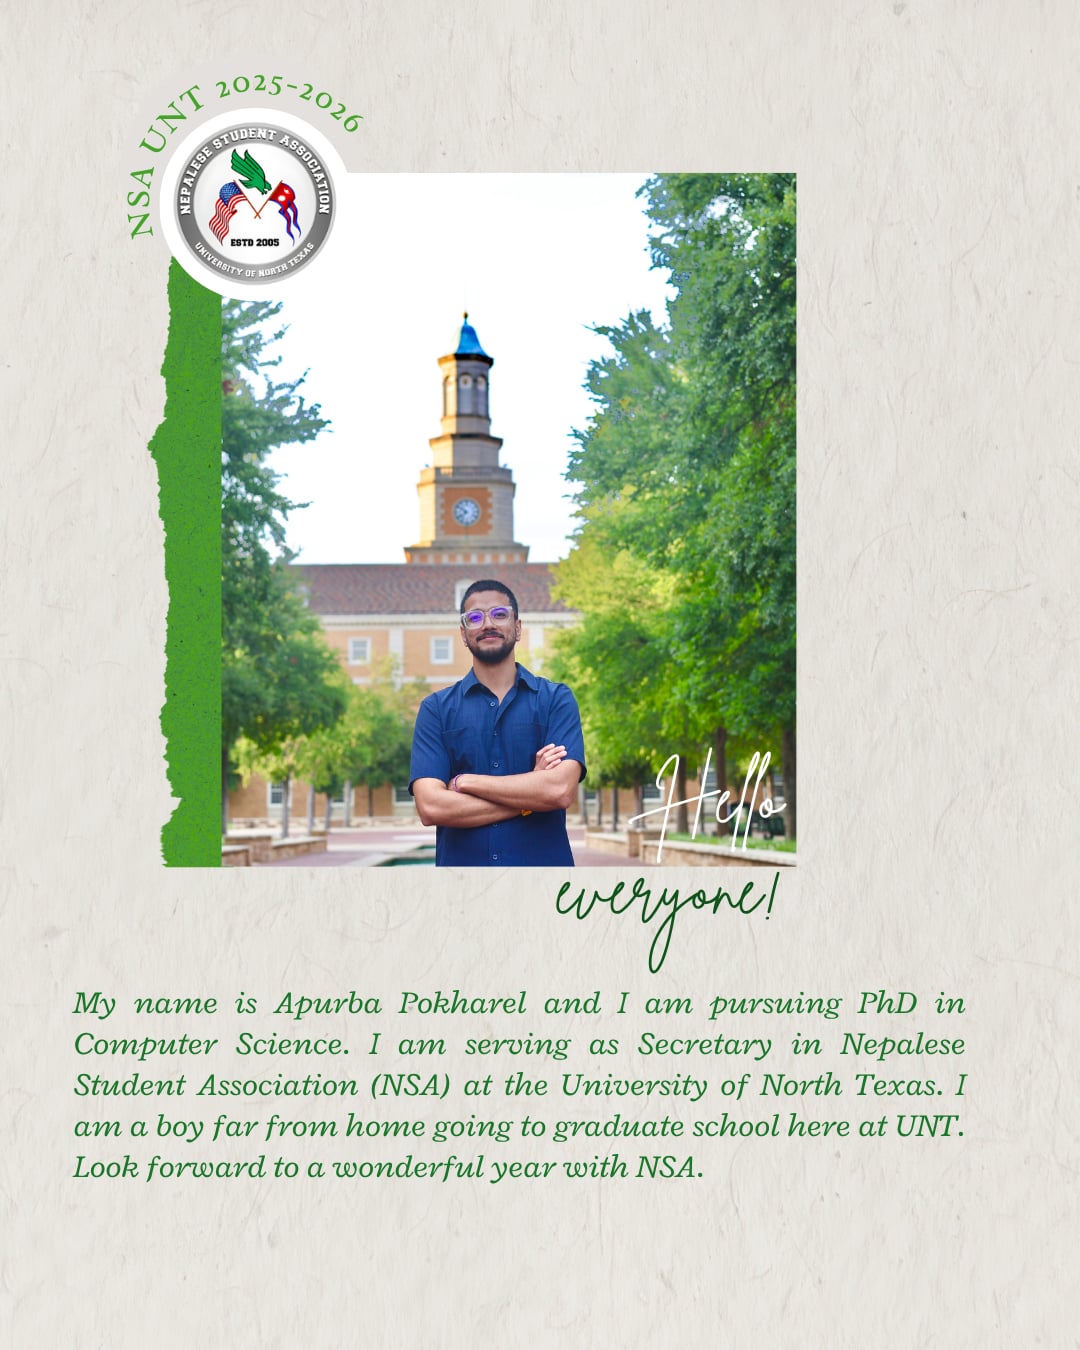 NSA UNT 2025-2026
NEPALESE STUDENT ASSOCIATION
ESTD 2005
UNIVERSITY OF NORTH TEXAS
Hello
everyone!
My name is Apurba Pokharel and I am pursuing PhD in
Computer Science. I am serving as Secretary in Nepalese
Student Association (NSA) at the University of North Texas. I
am a boy far from home going to graduate school here at UNT.
Look forward to a wonderful year with NSA.